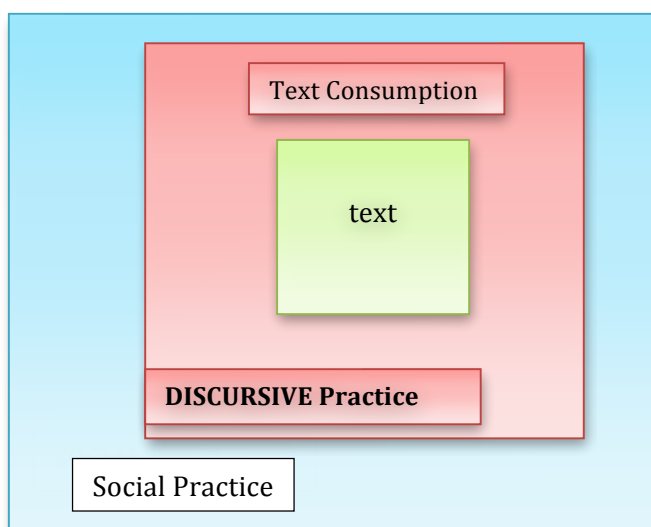 Text Consumption
text
DISCURSIVE Practice
Social Practice